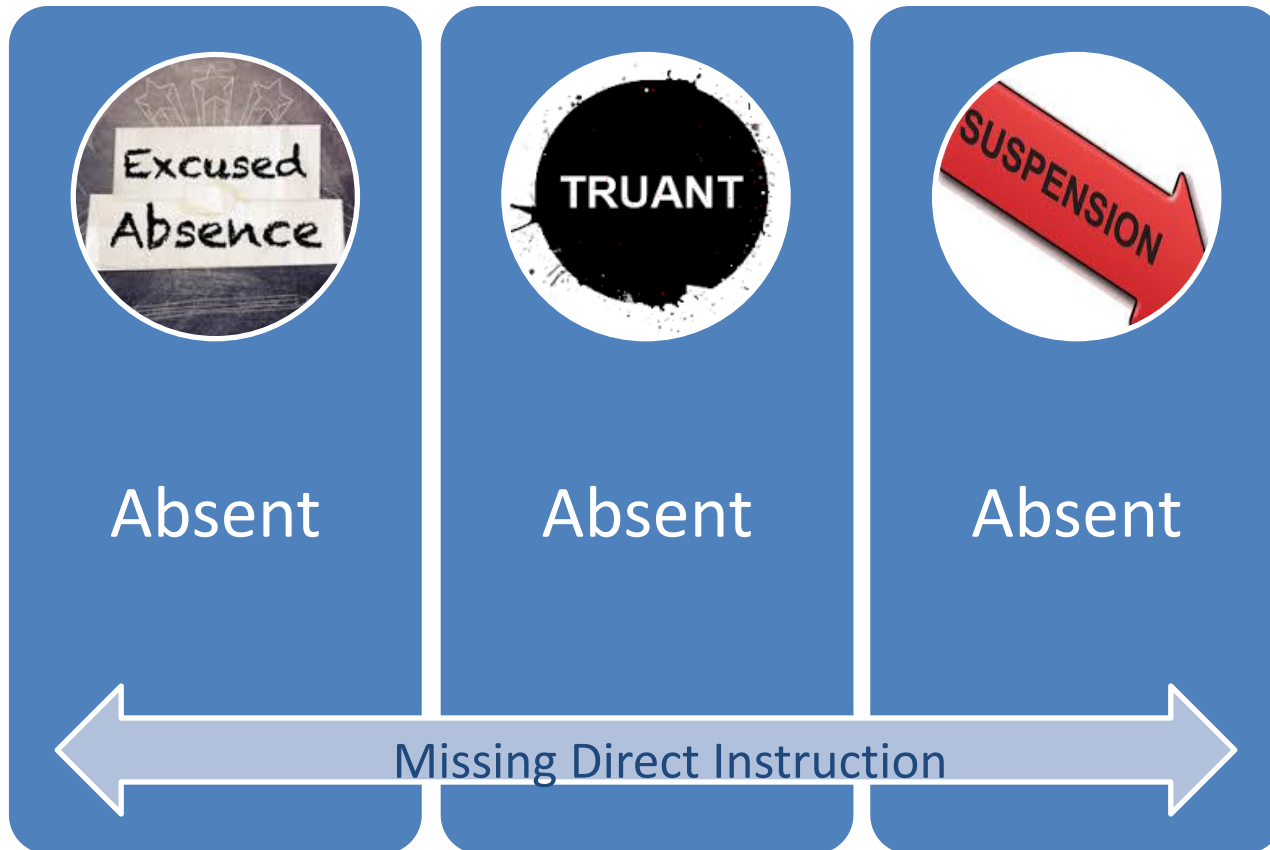 Excused
Absence
TRUANT
SUSPENSION
Absent
Absent
Absent
Missing Direct Instruction